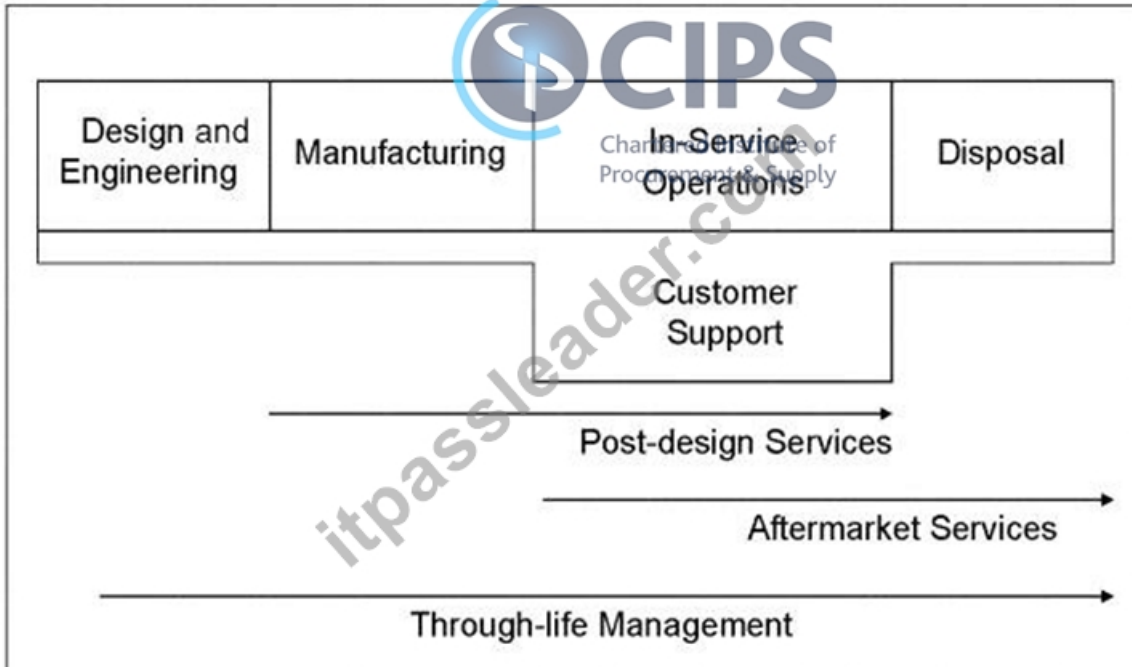 CIPS
Chartered Institute of
Procurement & Supply
Design and
Engineering
Manufacturing
In-Service
Operations
Disposal
Customer
Support
Post-design Services
Aftermarket Services
Through-life Management
itpassleader.com